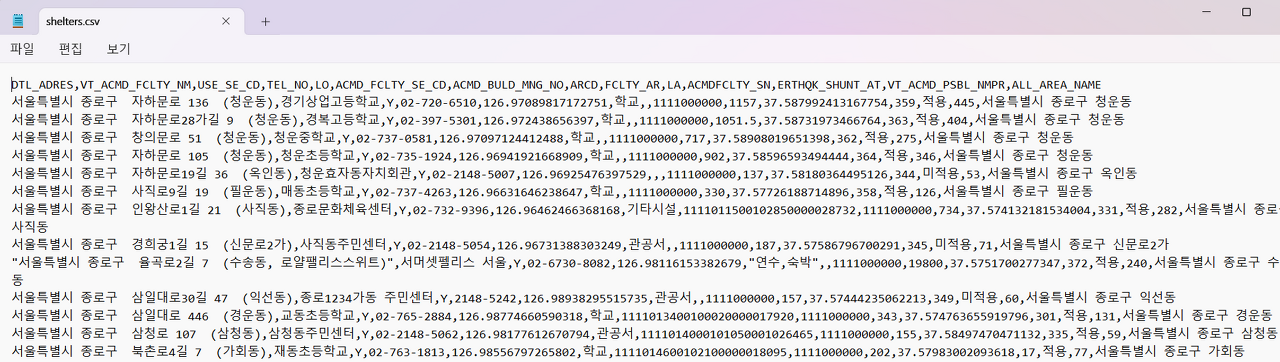 shelters.csv
파일 편집 보기
DTL_ADRES,VT_ACMD_FCLTY_NM,USE_SE_CD,TEL_NO,LO,ACMD_FCLTY_SE_CD,ACMD_BULD_MNG_NO,ARCD,FCLTY_AR,LA,ACMDFCLTY_SN,ERTHQK_SHUNT_AT,VT_ACMD_PSBL_NMPR,ALL_AREA_NAME
서울특별시 종로구  자하문로 136  (청운동),경기상업고등학교,Y,02-720-6510,126.97089817172751,학교,,1111000000,1157,37.587992413167754,359,적용,445,서울특별시 종로구 청운동
서울특별시 종로구  자하문로28가길 9  (청운동),경복고등학교,Y,02-397-5301,126.972438656397,학교,,1111000000,1051.5,37.58731973466764,363,적용,404,서울특별시 종로구 청운동
서울특별시 종로구  창의문로 51  (청운동),청운중학교,Y,02-737-0581,126.97097124412488,학교,,1111000000,717,37.58908019651398,362,적용,275,서울특별시 종로구 청운동
서울특별시 종로구  자하문로 105  (청운동),청운초등학교,Y,02-735-1924,126.96941921668909,학교,,1111000000,902,37.58596593494444,364,적용,346,서울특별시 종로구 청운동
서울특별시 종로구  자하문로19길 36  (옥인동),청운효자동자치회관,Y,02-2148-5007,126.96925476397529,,,1111000000,137,37.58180364495126,344,미적용,53,서울특별시 종로구 옥인동
서울특별시 종로구  사직로9길 19  (필운동),매동초등학교,Y,02-737-4263,126.96631646238647,학교,,1111000000,330,37.57726188714896,358,적용,126,서울특별시 종로구 필운동
서울특별시 종로구  인왕산로1길 21  (사직동),종로문화체육센터,Y,02-732-9396,126.96462466368168,기타시설,1111011500102850000028732,1111000000,734,37.574132181534004,331,적용,282,서울특별시 종로구
사직동
서울특별시 종로구  경희궁1길 15  (신문로2가),사직동주민센터,Y,02-2148-5054,126.96731388303249,관공서,,1111000000,187,37.57586796700291,345,미적용,71,서울특별시 종로구 신문로2가
"서울특별시 종로구  율곡로2길 7  (수송동, 로얄팰리스스위트)",서머셋펠리스 서울,Y,02-6730-8082,126.98116153382679,"연수,숙박",,1111000000,19800,37.5751700277347,372,적용,240,서울특별시 종로구 수송
동
서울특별시 종로구  삼일대로30길 47  (익선동),종로1234가동 주민센터,Y,2148-5242,126.98938295515735,관공서,,1111000000,157,37.57444235062213,349,미적용,60,서울특별시 종로구 익선동
서울특별시 종로구  삼일대로 446  (경운동),교동초등학교,Y,02-765-2884,126.98774660590318,학교,1111013400100020000017920,1111000000,343,37.574763655919796,301,적용,131,서울특별시 종로구 경운동
서울특별시 종로구  삼청로 107  (삼청동),삼청동주민센터,Y,02-2148-5062,126.98177612670794,관공서,1111014000101050001026465,1111000000,155,37.58497470471132,335,적용,59,서울특별시 종로구 삼청동
서울특별시 종로구  북촌로4길 7  (가회동),재동초등학교,Y,02-763-1813,126.98556797265802,학교,1111014600102100000018095,1111000000,202,37.57983002093618,17,적용,77,서울특별시 종로구 가회동